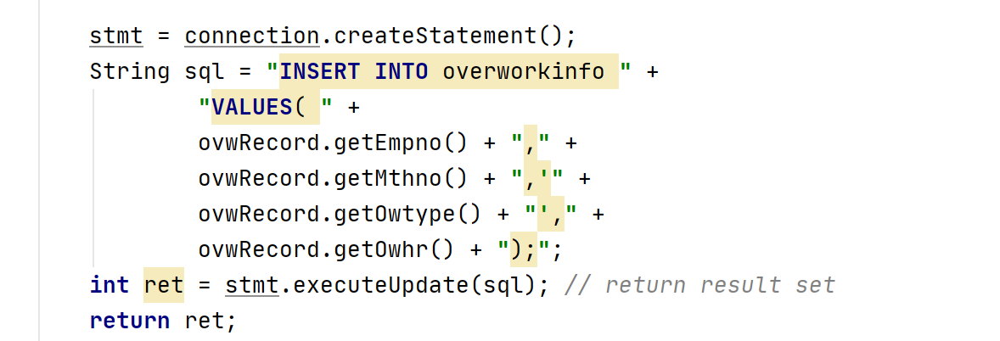 stmt = connection.createStatement();
String sql = "INSERT INTO overworkinfo " +
"VALUES( " +
ovwRecord.getEmpno() + "," +
ovwRecord.getMthno() + ",'" +
ovwRecord.getOwtype() + "'," +
ovwRecord.getOwhr() + ");";
int ret = stmt.executeUpdate(sql); // return result set
return ret;